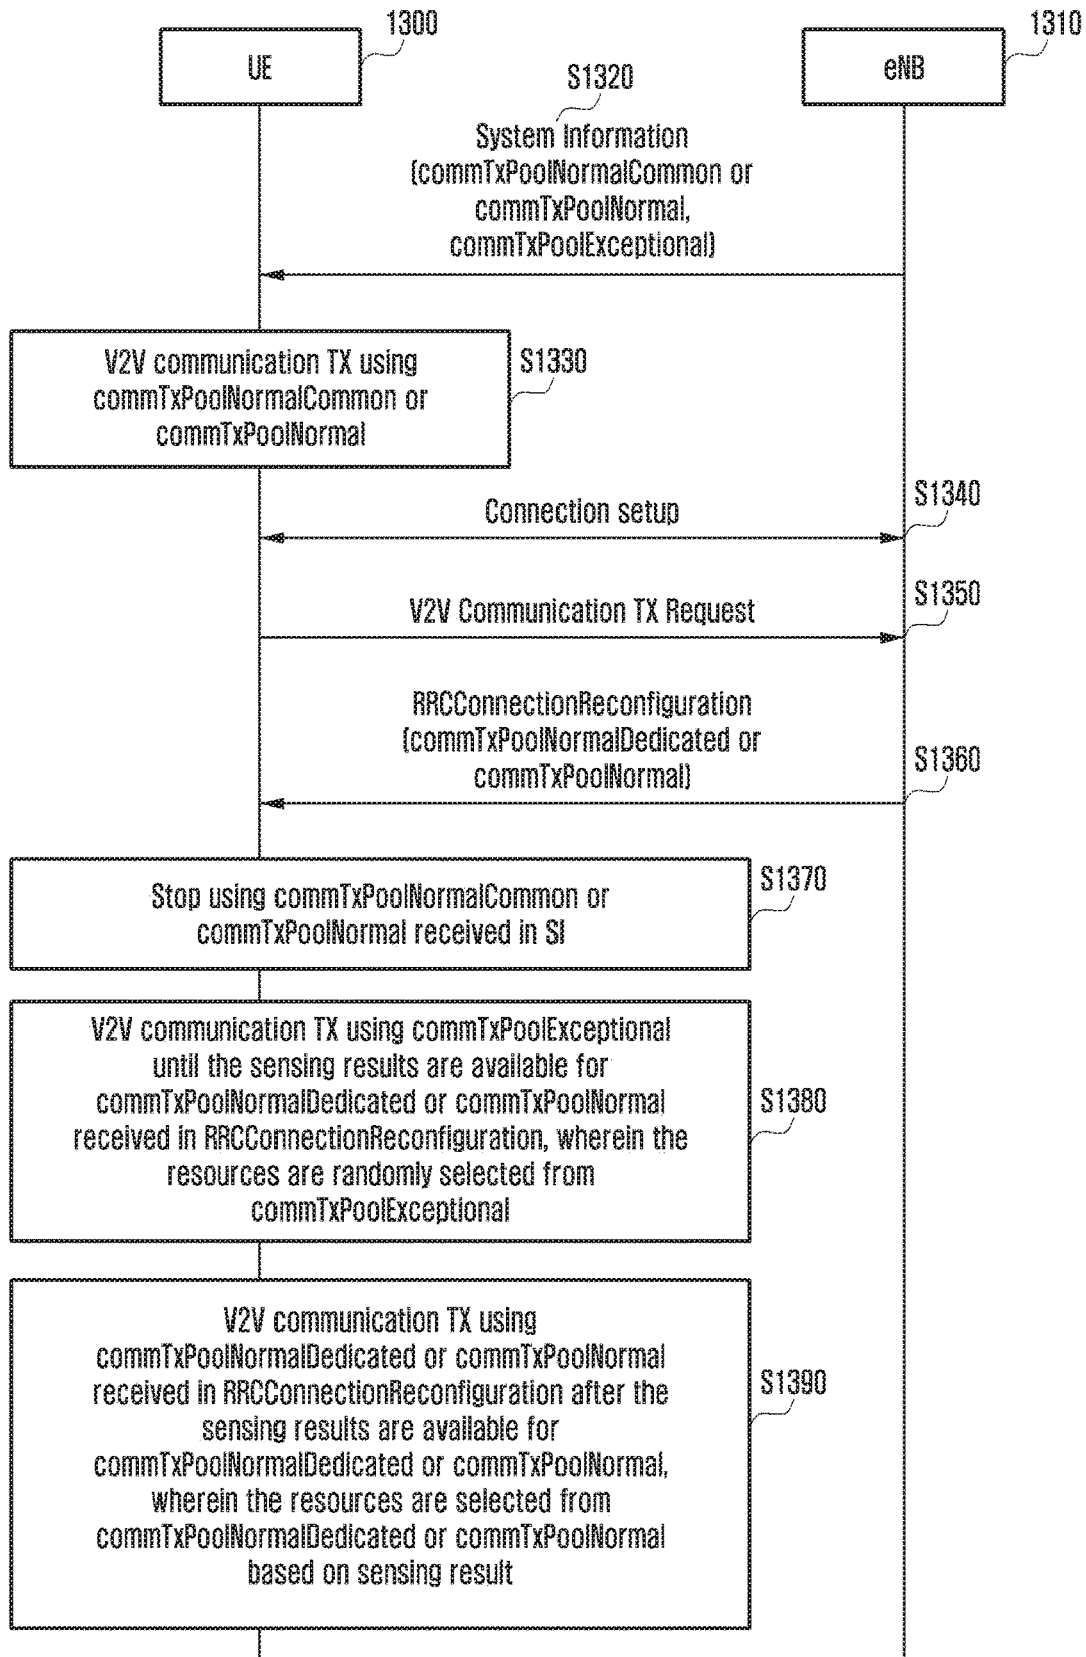 1300
1310
UE
eNB
S1320
System Information
(commTxPoolNormalCommon or
commTxPoolNormal,
commTxPoolExceptional)
V2V communication TX using
commTxPoolNormalCommon or
commTxPoolNormal
S1330
Connection setup
S1340
V2V Communication TX Request
S1350
RRCConnectionReconfiguration
(commTxPoolNormalDedicated or
commTxPoolNormal)
S1360
Stop using commTxPoolNormalCommon or
commTxPoolNormal received in SI
S1370
V2V communication TX using commTxPoolExceptional
until the sensing results are available for
commTxPoolNormalDedicated or commTxPoolNormal
received in RRCConnectionReconfiguration, wherein the
resources are randomly selected from
commTxPoolExceptional
S1380
V2V communication TX using
commTxPoolNormalDedicated or commTxPoolNormal
received in RRCConnectionReconfiguration after the
sensing results are available for
commTxPoolNormalDedicated or commTxPoolNormal,
wherein the resources are selected from
commTxPoolNormalDedicated or commTxPoolNormal
based on sensing result
S1390